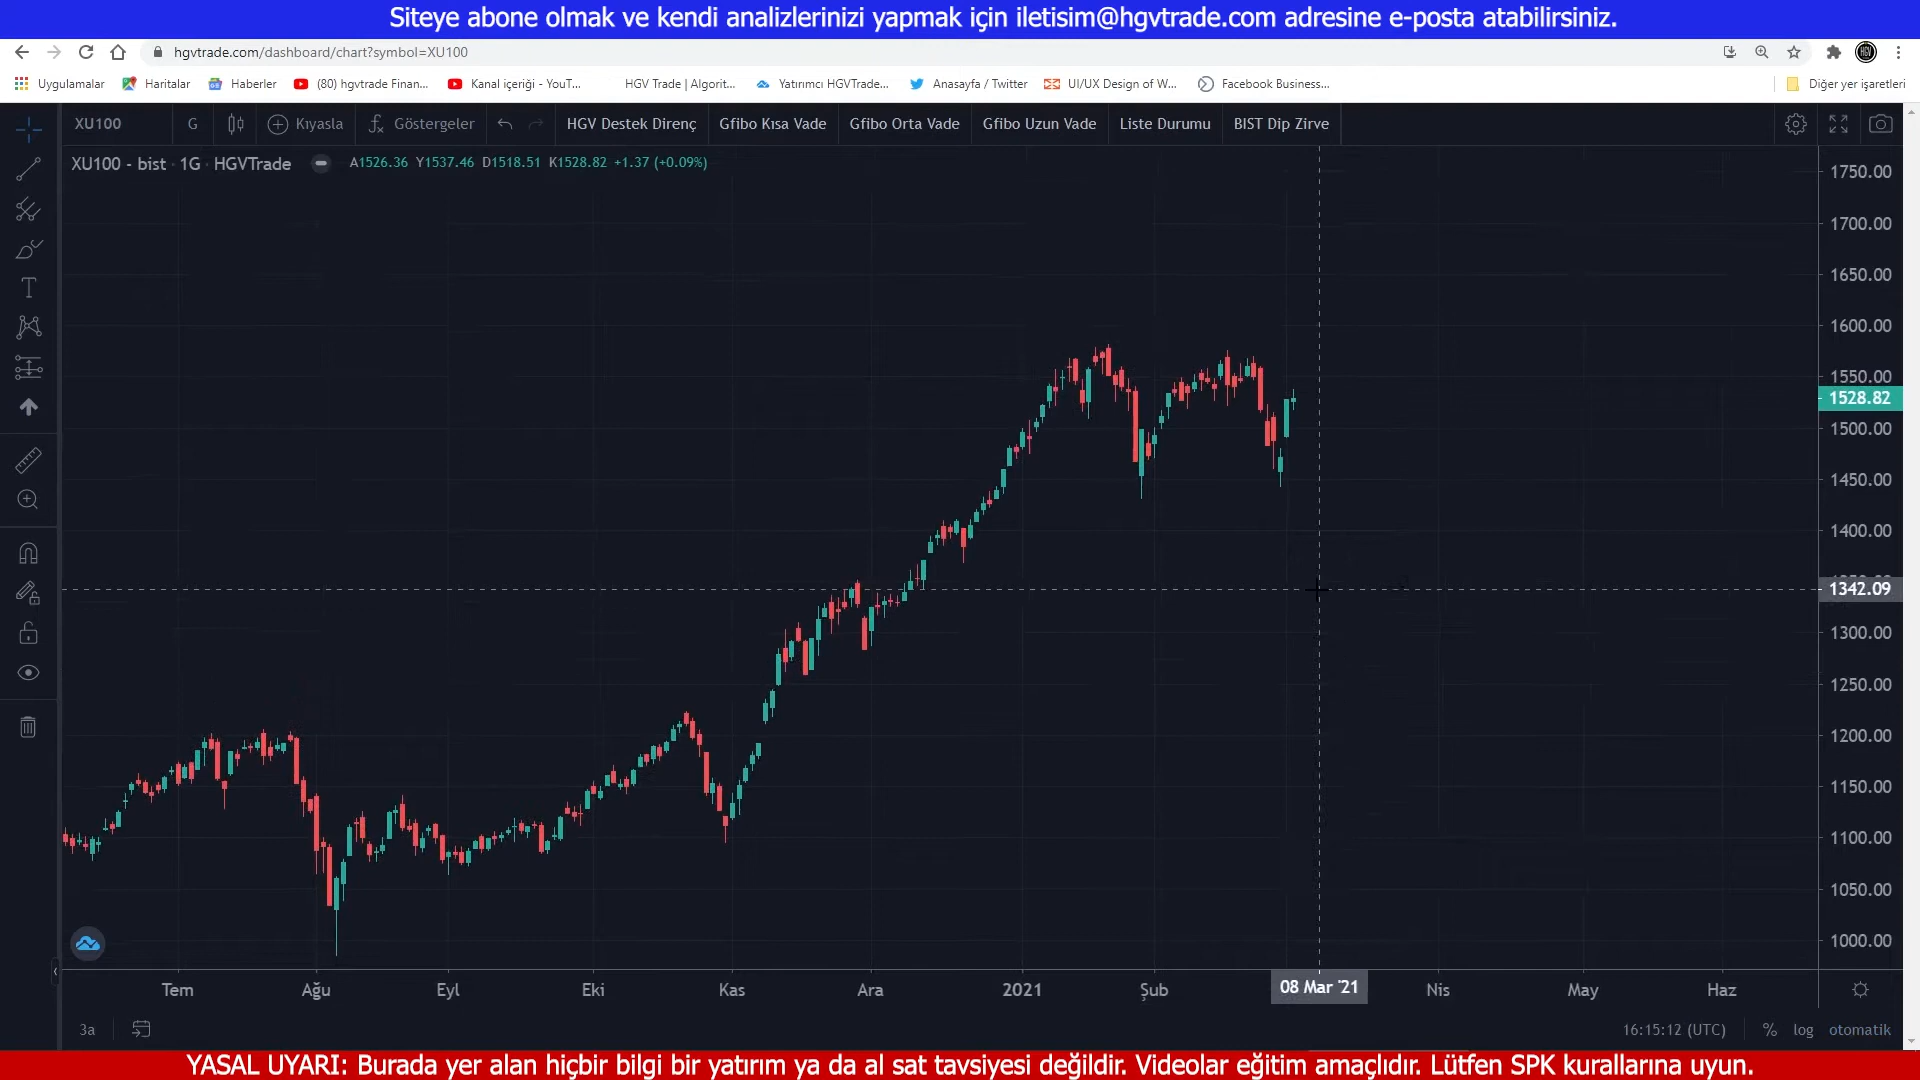 Siteye abone olmak ve kendi analizlerinizi yapmak için iletisim@hgvtrade.com adresine e-posta atabilirsiniz.
hgvtrade.com/dashboard/chart?symbol=XU100
Uygulamalar Haritalar Haberler (80) hgvtrade Finan... Kanal içeriği - YouT... HGV Trade | Algorit... Yatırımcı HGVTrade... Anasayfa / Twitter UI/UX Design of W... Facebook Business... Diğer yer işaretleri
XU100 G Kıyasla Göstergeler HGV Destek Direnç Gfibo Kısa Vade Gfibo Orta Vade Gfibo Uzun Vade Liste Durumu BIST Dip Zirve
XU100 - bist · 1G · HGVTrade A1526.36 Y1537.46 D1518.51 K1528.82 +1.37 (+0.09%)
1750.00
1700.00
1650.00
1600.00
1550.00
1528.82
1500.00
1450.00
1400.00
1342.09
1300.00
1250.00
1200.00
1150.00
1100.00
1050.00
1000.00
Tem Ağu Eyl Eki Kas Ara 2021 Şub 08 Mar '21 Nis May Haz
3a 16:15:12 (UTC) % log otomatik
YASAL UYARI: Burada yer alan hiçbir bilgi bir yatırım ya da al sat tavsiyesi değildir. Videolar eğitim amaçlıdır. Lütfen SPK kurallarına uyun.